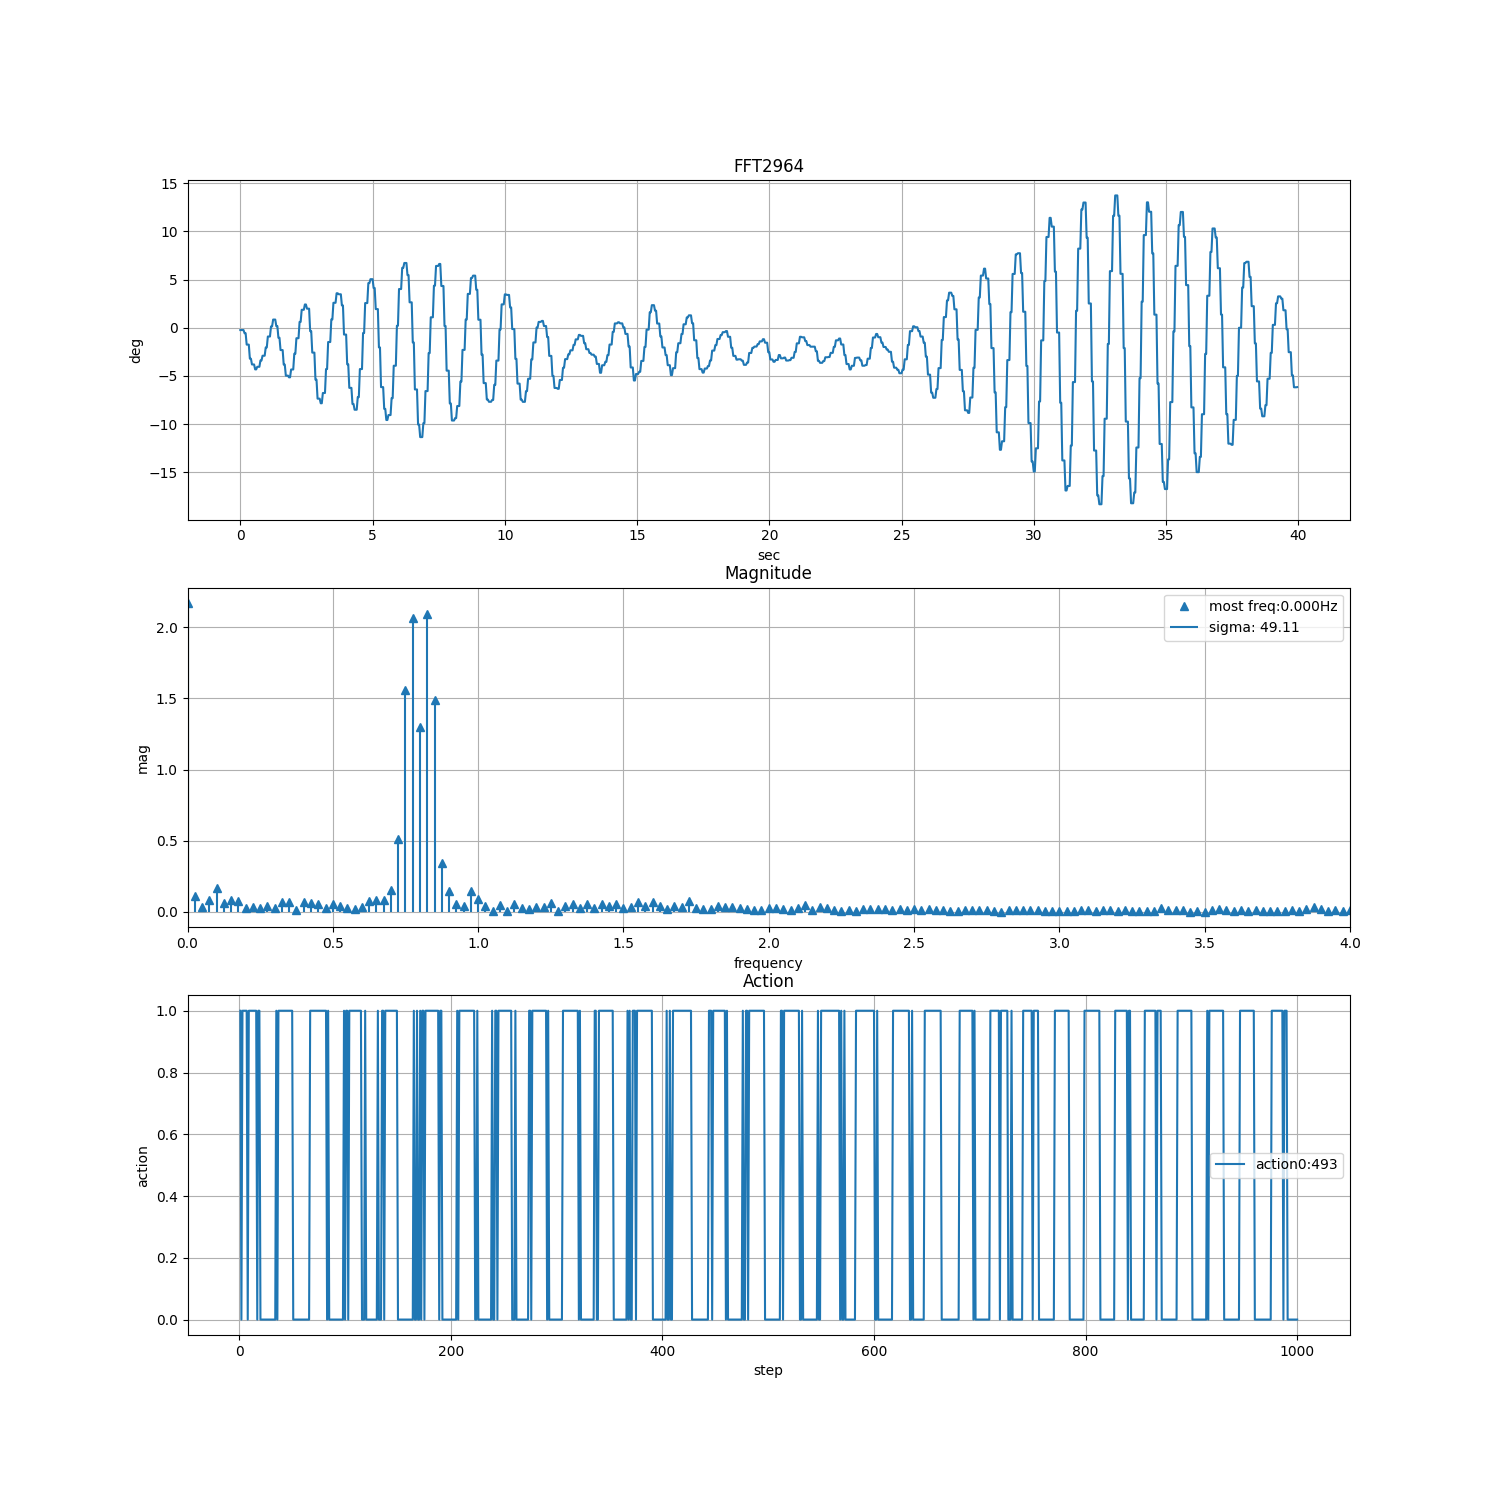 FFT2964
15
10
5
0
−5
−10
−15
deg
0 5 10 15 20 25 30 35 40
sec
Magnitude
most freq:0.000Hz
sigma: 49.11
2.0
1.5
1.0
0.5
0.0
mag
0.0 0.5 1.0 1.5 2.0 2.5 3.0 3.5 4.0
frequency
Action
1.0
0.8
0.6
0.4
0.2
0.0
action
action0:493
0 200 400 600 800 1000
step